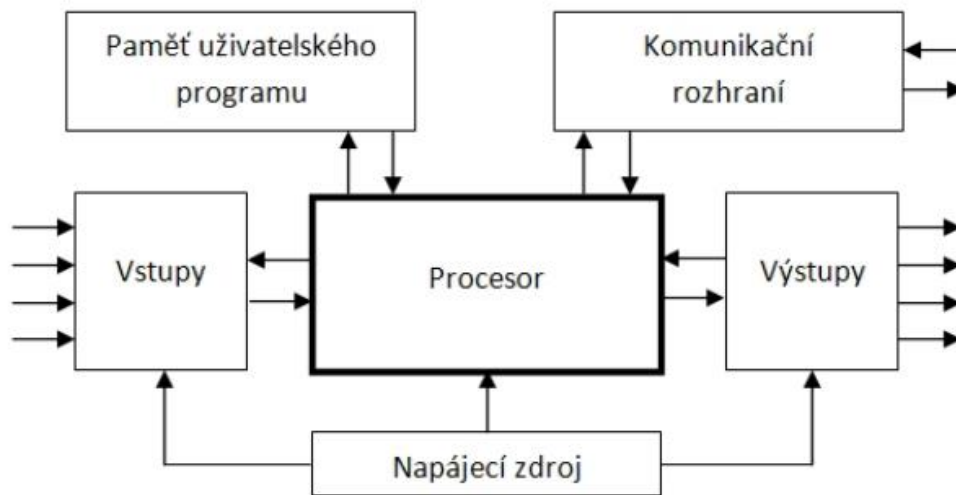 Paměť uživatelského
programu
Komunikační
rozhraní
Vstupy
Procesor
Výstupy
Napájecí zdroj